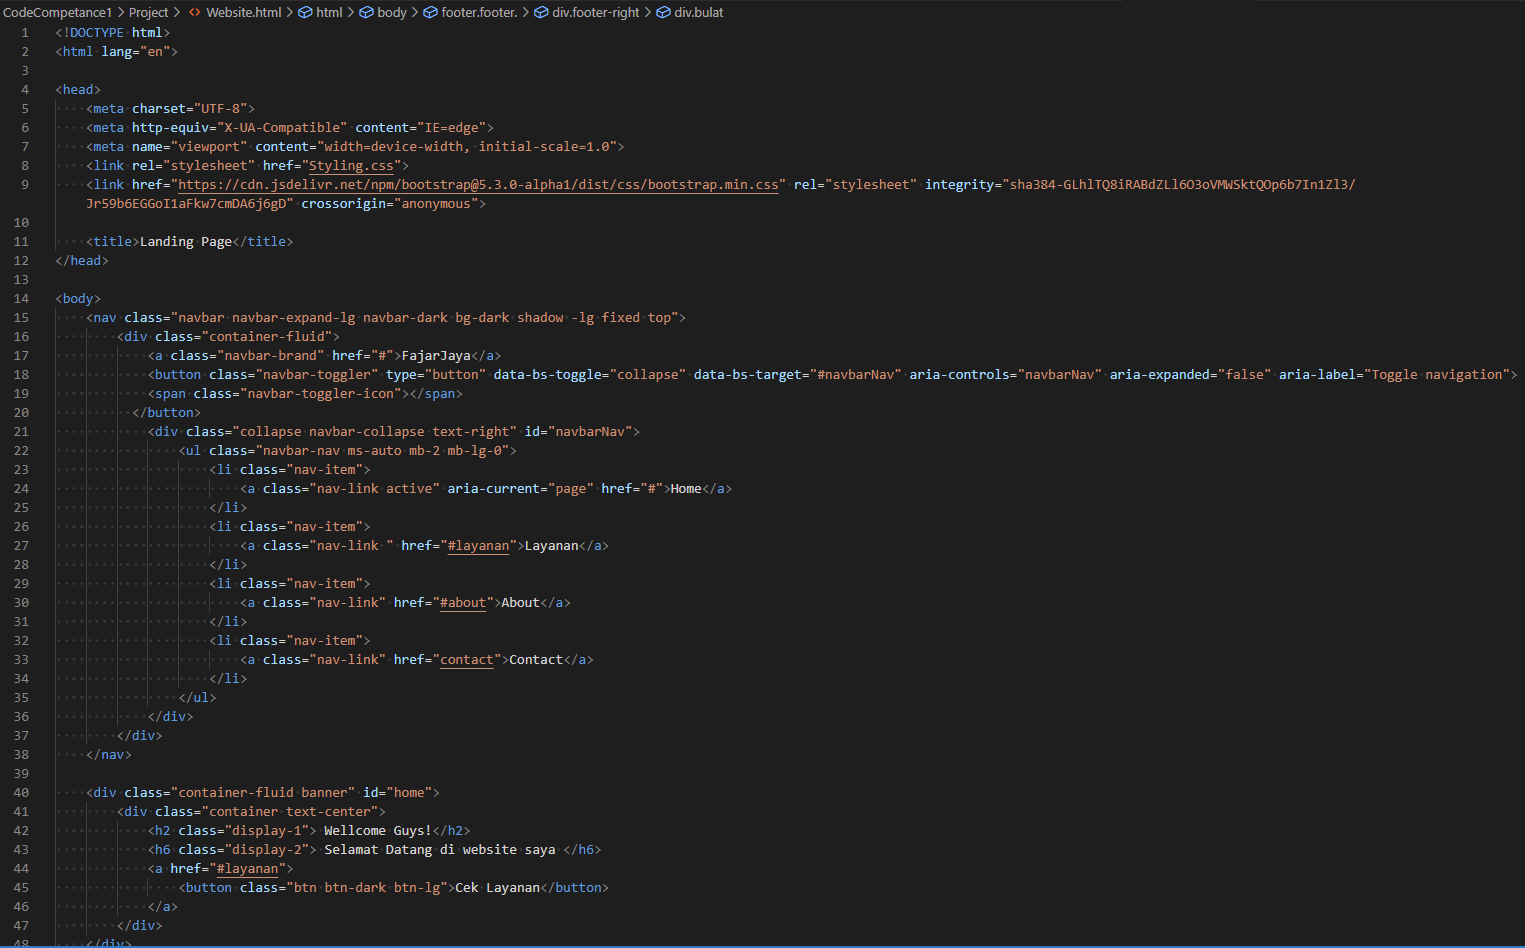 CodeCompetance1 > Project > <> Website.html > html > body > footer.footer. > div.footer-right > div.bulat
1 <!DOCTYPE html>
2 <html lang="en">
3
4 <head>
5 <meta charset="UTF-8">
6 <meta http-equiv="X-UA-Compatible" content="IE=edge">
7 <meta name="viewport" content="width=device-width, initial-scale=1.0">
8 <link rel="stylesheet" href="Styling.css">
9 <link href="https://cdn.jsdelivr.net/npm/bootstrap@5.3.0-alpha1/dist/css/bootstrap.min.css" rel="stylesheet" integrity="sha384-GLhlTQ8iRABdZLl6O3oVMWSktQOp6b7In1Zl3/
Jr59b6EGGoI1aFkw7cmDA6j6gD" crossorigin="anonymous">
10
11 <title>Landing Page</title>
12 </head>
13
14 <body>
15 <nav class="navbar navbar-expand-lg navbar-dark bg-dark shadow -lg fixed top">
16 <div class="container-fluid">
17 <a class="navbar-brand" href="#">FajarJaya</a>
18 <button class="navbar-toggler" type="button" data-bs-toggle="collapse" data-bs-target="#navbarNav" aria-controls="navbarNav" aria-expanded="false" aria-label="Toggle navigation">
19 <span class="navbar-toggler-icon"></span>
20 </button>
21 <div class="collapse navbar-collapse text-right" id="navbarNav">
22 <ul class="navbar-nav ms-auto mb-2 mb-lg-0">
23 <li class="nav-item">
24 <a class="nav-link active" aria-current="page" href="#">Home</a>
25 </li>
26 <li class="nav-item">
27 <a class="nav-link " href="#layanan">Layanan</a>
28 </li>
29 <li class="nav-item">
30 <a class="nav-link" href="#about">About</a>
31 </li>
32 <li class="nav-item">
33 <a class="nav-link" href="contact">Contact</a>
34 </li>
35 </ul>
36 </div>
37 </div>
38 </nav>
39
40 <div class="container-fluid banner" id="home">
41 <div class="container text-center">
42 <h2 class="display-1"> Wellcome Guys!</h2>
43 <h6 class="display-2"> Selamat Datang di website saya </h6>
44 <a href="#layanan">
45 <button class="btn btn-dark btn-lg">Cek Layanan</button>
46 </a>
47 </div>
48 </div>